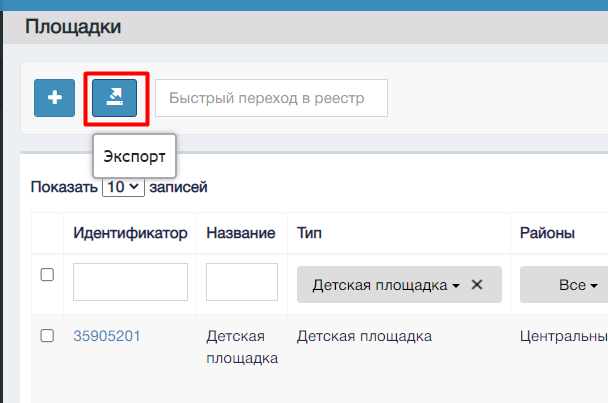 Площадки
Быстрый переход в реестр
Экспорт
Показать 10 записей
Идентификатор Название Тип Районы
Детская площадка Все
35905201 Детская площадка Детская площадка Центральны